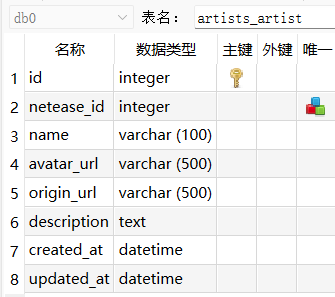 db0 表名： artists_artist
名称 数据类型 主键 外键 唯一
1 id integer
2 netease_id integer
3 name varchar (100)
4 avatar_url varchar (500)
5 origin_url varchar (500)
6 description text
7 created_at datetime
8 updated_at datetime